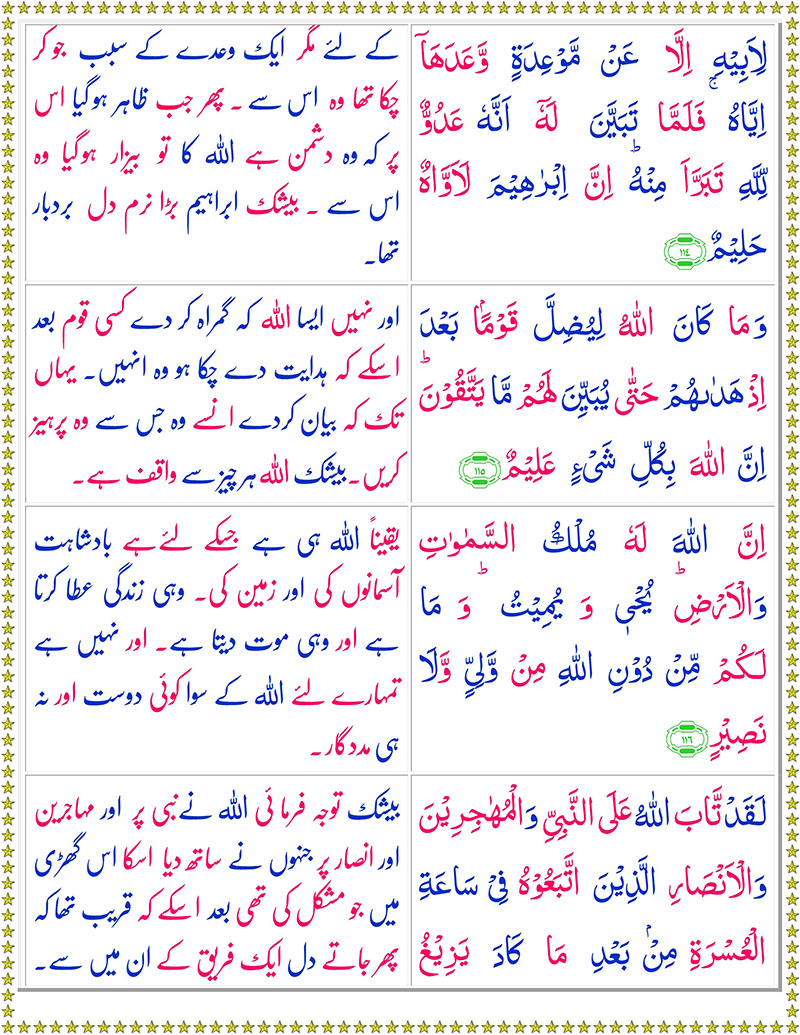 لِاَبِيْهِ اِلَّا عَنْ مَّوْعِدَةٍ وَّعَدَهَاۤ
اِيَّاهُ ۚ فَلَمَّا تَبَيَّنَ لَهٗۤ اَنَّهٗ عَدُوٌّ
لِّلّٰهِ تَبَرَّاَ مِنْهُ ؕ اِنَّ اِبْرٰهِيْمَ لَاَوَّاهٌ
حَلِيْمٌ ۝۱۱٤
کے لئے مگر ایک وعدے کے سبب جو کر
چکا تھا وہ اس سے ۔ پھر جب ظاہر ہوگیا اس
پر کہ وہ دشمن ہے اللہ کا تو بیزار ہوگیا وہ
اس سے ۔ بیشک ابراہیم بڑا نرم دل بردبار
تھا۔
وَمَا كَانَ اللّٰهُ لِيُضِلَّ قَوْمًۢا بَعْدَ
اِذْ هَدٰىهُمْ حَتّٰى يُبَيِّنَ لَهُمْ مَّا يَتَّقُوْنَ ؕ
اِنَّ اللّٰهَ بِكُلِّ شَیْءٍ عَلِيْمٌ ۝۱۱۵
اور نہیں ایسا اللہ کہ گمراہ کر دے کسی قوم بعد
اسکے کہ ہدایت دے چکا ہو وہ انہیں۔ یہاں
تک کہ بیان کردے انسے وہ جس سے وہ پرہیز
کریں۔ بیشک اللہ ہر چیز سے واقف ہے۔
اِنَّ اللّٰهَ لَهٗ مُلْكُ السَّمٰوٰتِ
وَالْاَرْضِ ؕ يُحْیٖ وَ يُمِيْتُ ؕ وَ مَا
لَكُمْ مِّنْ دُوْنِ اللّٰهِ مِنْ وَّلِیٍّ وَّلَا
نَصِيْرٍ ۝۱۱٦
یقیناً اللہ ہی ہے جسکے لئے ہے بادشاہت
آسمانوں کی اور زمین کی۔ وہی زندگی عطا کرتا
ہے اور وہی موت دیتا ہے۔ اور نہیں ہے
تمہارے لئے اللہ کے سوا کوئی دوست اور نہ
ہی مددگار۔
لَقَدْ تَّابَ اللّٰهُ عَلَى النَّبِیِّ وَالْمُهٰجِرِيْنَ
وَالْاَنْصَارِ الَّذِيْنَ اتَّبَعُوْهُ فِیْ سَاعَةِ
الْعُسْرَةِ مِنْۢ بَعْدِ مَا كَادَ يَزِيْغُ
بیشک توجہ فرمائی اللہ نے نبی پر اور مہاجرین
اور انصار پر جنہوں نے ساتھ دیا اسکا اس گھڑی
میں جو مشکل کی تھی بعد اسکے کہ قریب تھا کہ
پھر جاتے دل ایک فریق کے ان میں سے۔